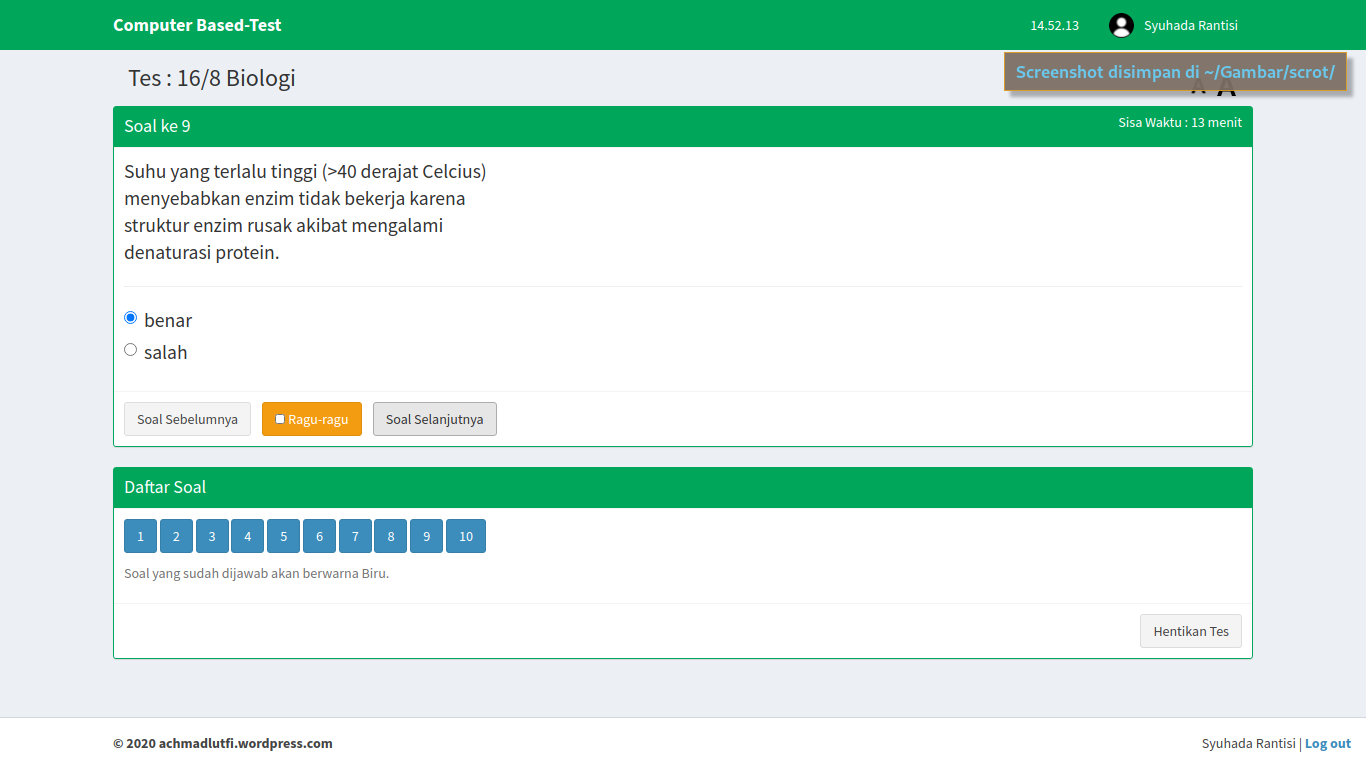 Computer Based-Test
14.52.13
Syuhada Rantisi
Tes : 16/8 Biologi
Screenshot disimpan di ~/Gambar/scrot/
A A
Soal ke 9
Sisa Waktu : 13 menit
Suhu yang terlalu tinggi (>40 derajat Celcius)
menyebabkan enzim tidak bekerja karena
struktur enzim rusak akibat mengalami
denaturasi protein.
benar
salah
Soal Sebelumnya
Ragu-ragu
Soal Selanjutnya
Daftar Soal
1 2 3 4 5 6 7 8 9 10
Soal yang sudah dijawab akan berwarna Biru.
Hentikan Tes
© 2020 achmadlutfi.wordpress.com
Syuhada Rantisi | Log out